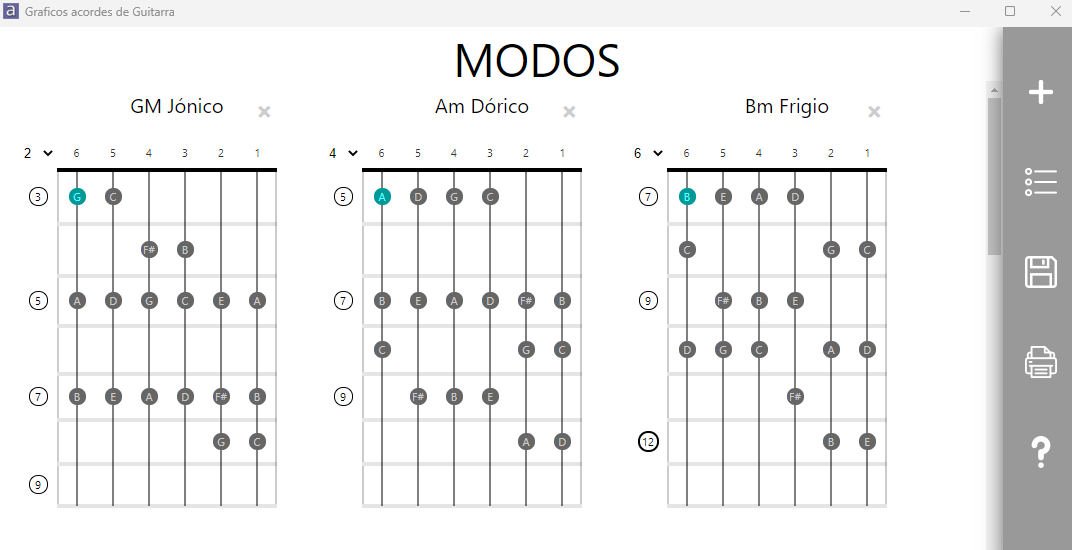 a Graficos acordes de Guitarra
MODOS
GM Jónico
Am Dórico
Bm Frigio
2 6 5 4 3 2 1
4 6 5 4 3 2 1
6 6 5 4 3 2 1
3 G C
F# B
5 A D G C E A
7 B E A D F# B
G C
9
5 A D G C
7 B E A D F# B
C G C
9 F# B E
A D
7 B E A D
C G C
9 F# B E
D G C A D
F#
12 B E
?